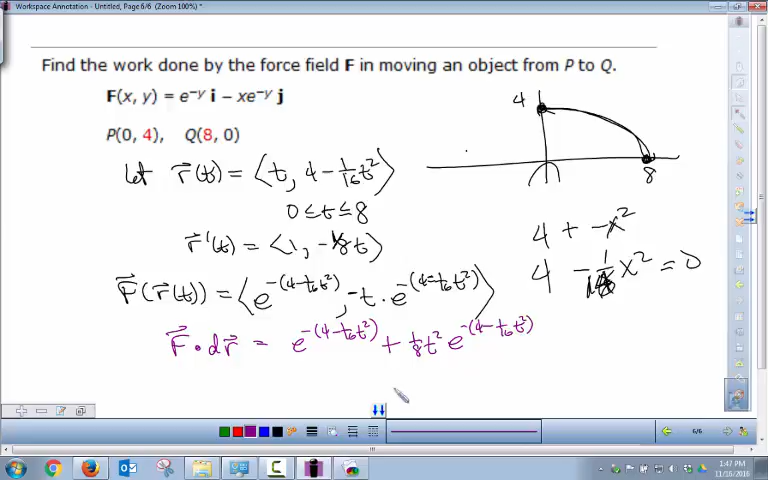 Workspace Annotation - Untitled, Page 6/6 (Zoom 100%) *
Find the work done by the force field F in moving an object from P to Q.
F(x, y) = e^{−y} i − xe^{−y} j
P(0, 4), Q(8, 0)
4
8
let r⃗(t) = ⟨t, 4 − 1/16 t²⟩
0 ≤ t ≤ 8
r⃗'(t) = ⟨1, −1/8 t⟩
4 + −x²
4 − 1/16 x² = 0
F⃗(r⃗(t)) = ⟨e^{−(4 − 1/16 t²)}, −t · e^{−(4 − 1/16 t²)}⟩
F⃗ • dr⃗ = e^{−(4 − 1/16 t²)} + 1/8 t² e^{−(4 − 1/16 t²)}
6/6
1:47 PM
11/16/2016